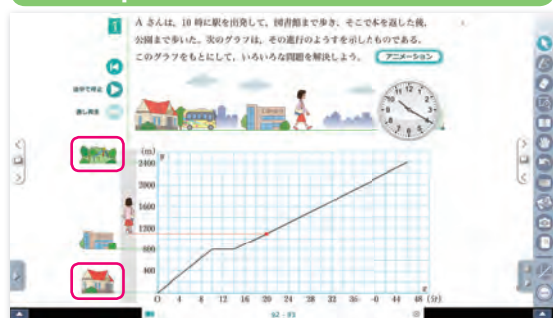 1
Aさんは、10時に駅を出発して、図書館まで歩き、そこで本を返した後、
公園まで歩いた。次のグラフは、その進行のようすを示したものである。
このグラフをもとにして、いろいろな問題を解決しよう。
アニメーション
(m)
y
2400
2000
1600
1200
800
400
O 4 8 12 16 20 24 28 32 36 40 44 48 (分)
x